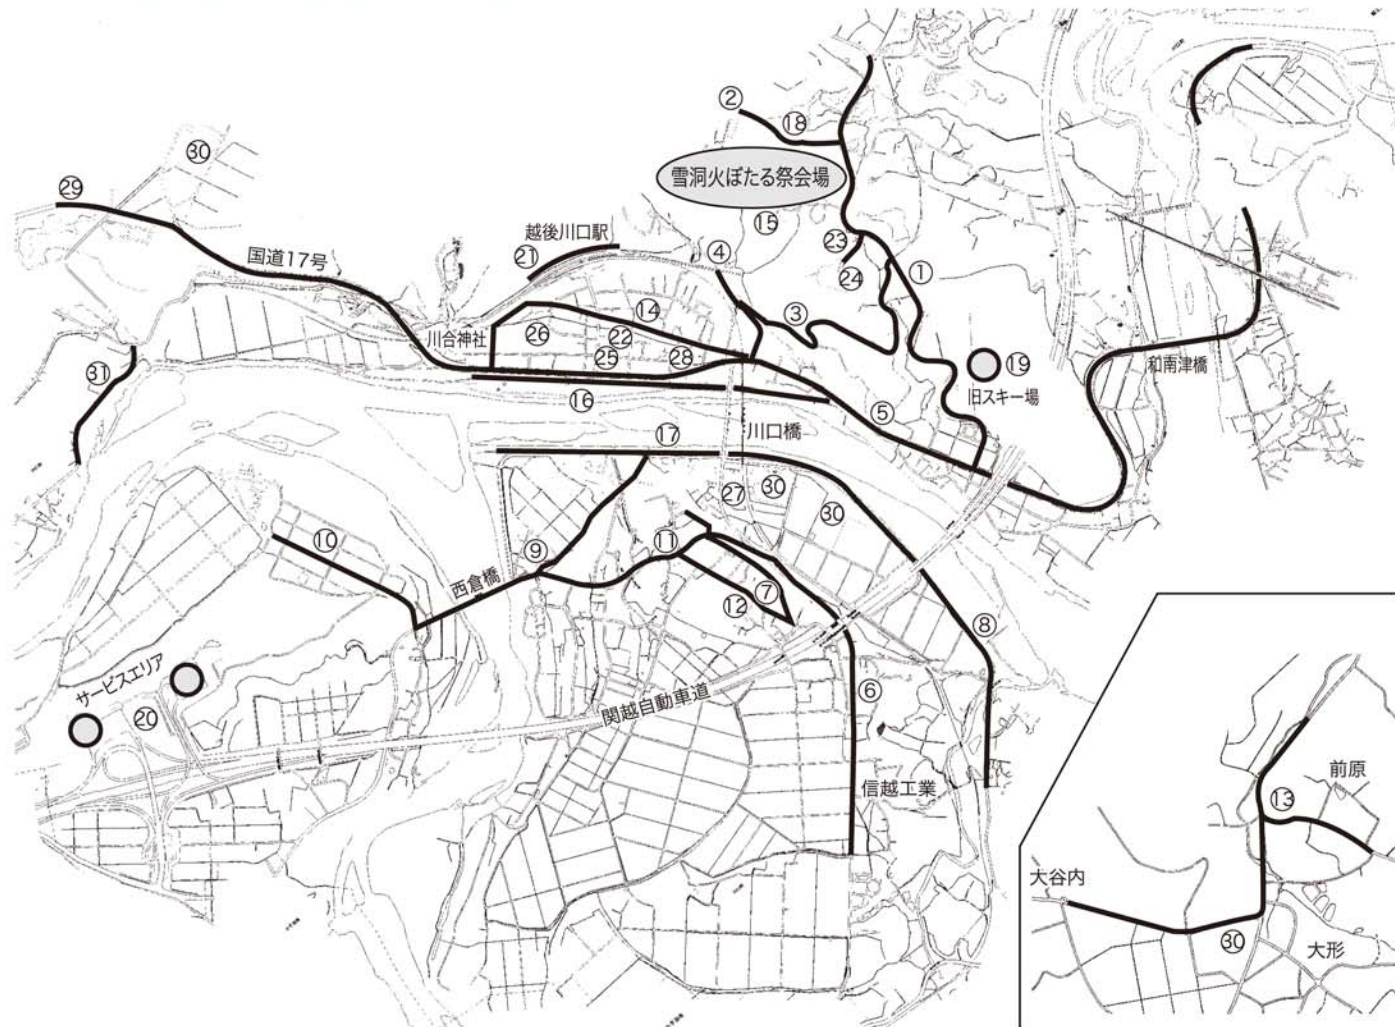 ②
⑱
㉚
雪洞火ぼたる祭会場
㉙
⑮
越後川口駅
㉓
国道17号
㉑
④
①
㉔
⑭
③
川合神社
㉖
㉒
㉕
㉘
⑲
和南津橋
㉛
旧スキー場
⑯
⑤
川口橋
⑰
㉗
㉚
㉚
⑩
⑪
⑨
西倉橋
⑦
⑫
⑧
サービスエリア
⑥
⑳
関越自動車道
信越工業
前原
⑬
大谷内
㉚
大形